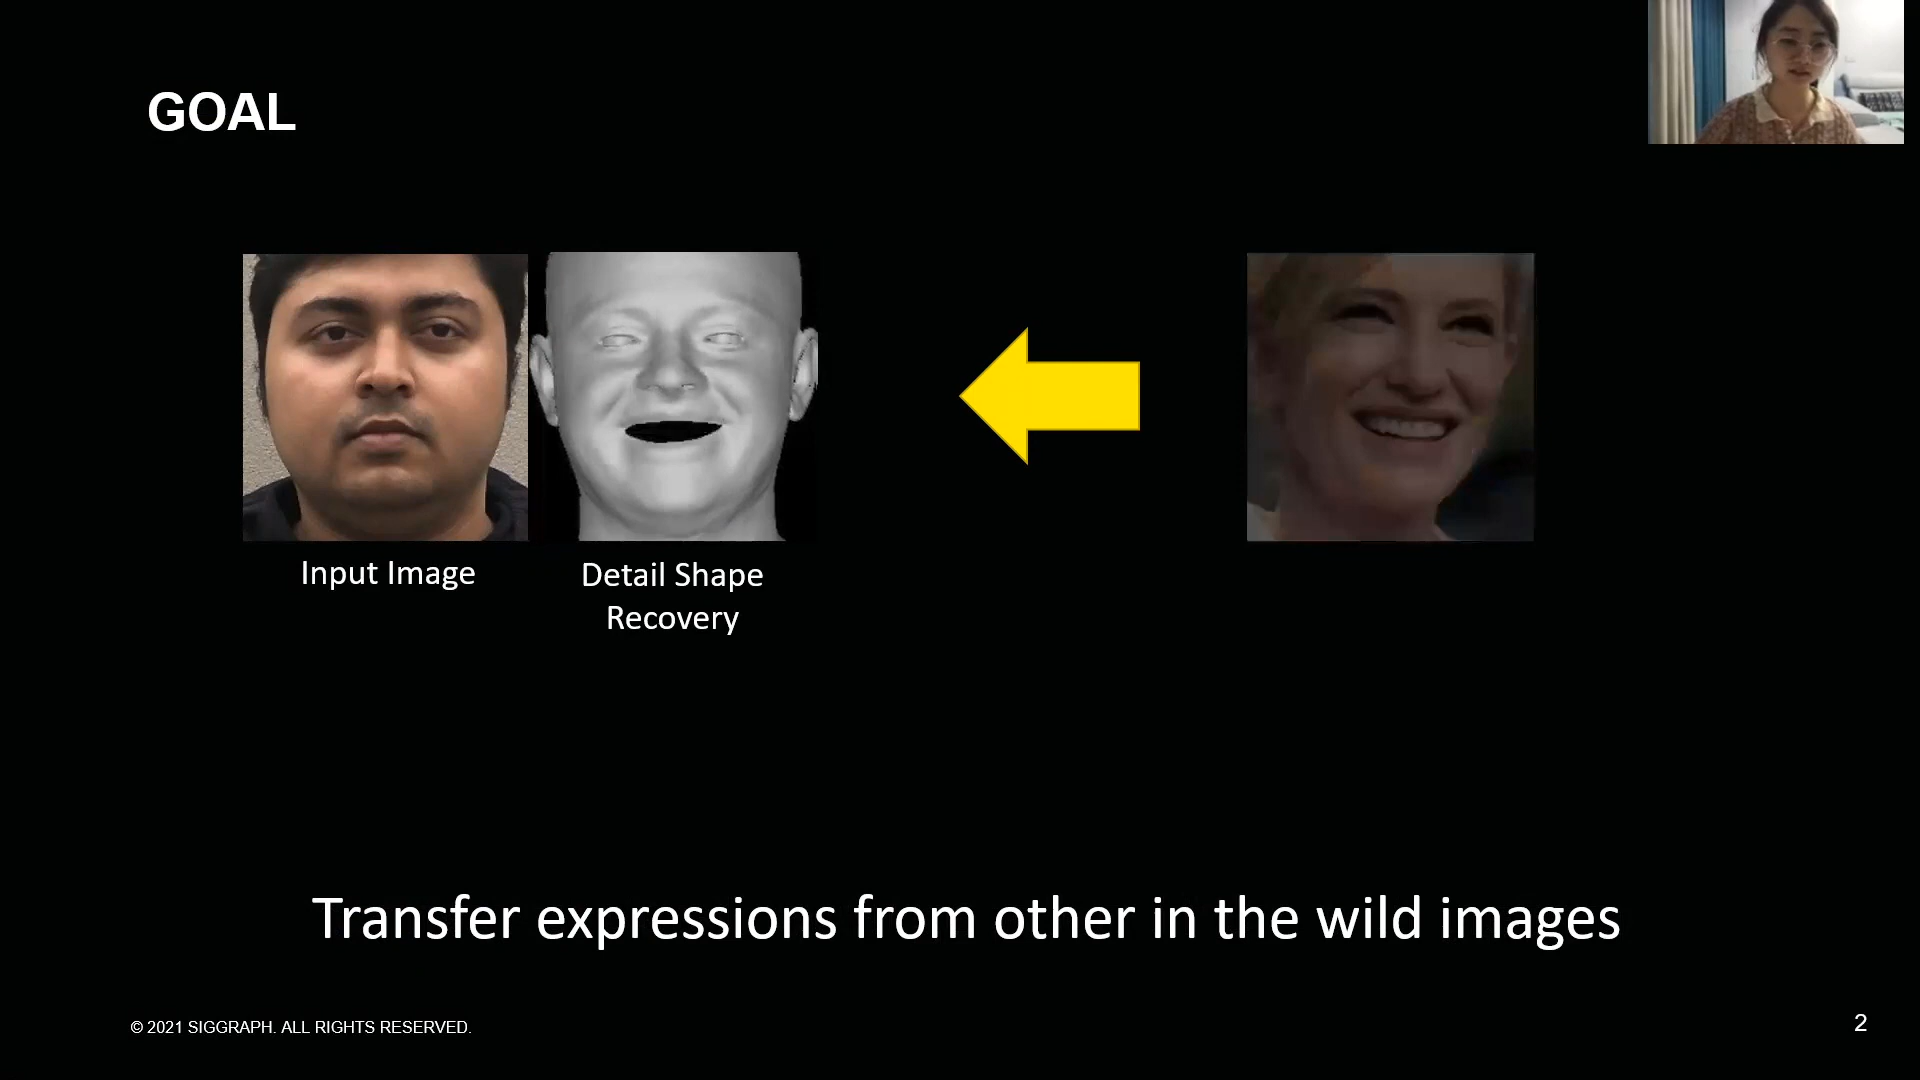 GOAL
Input Image
Detail Shape
Recovery
Transfer expressions from other in the wild images
© 2021 SIGGRAPH. ALL RIGHTS RESERVED.
2